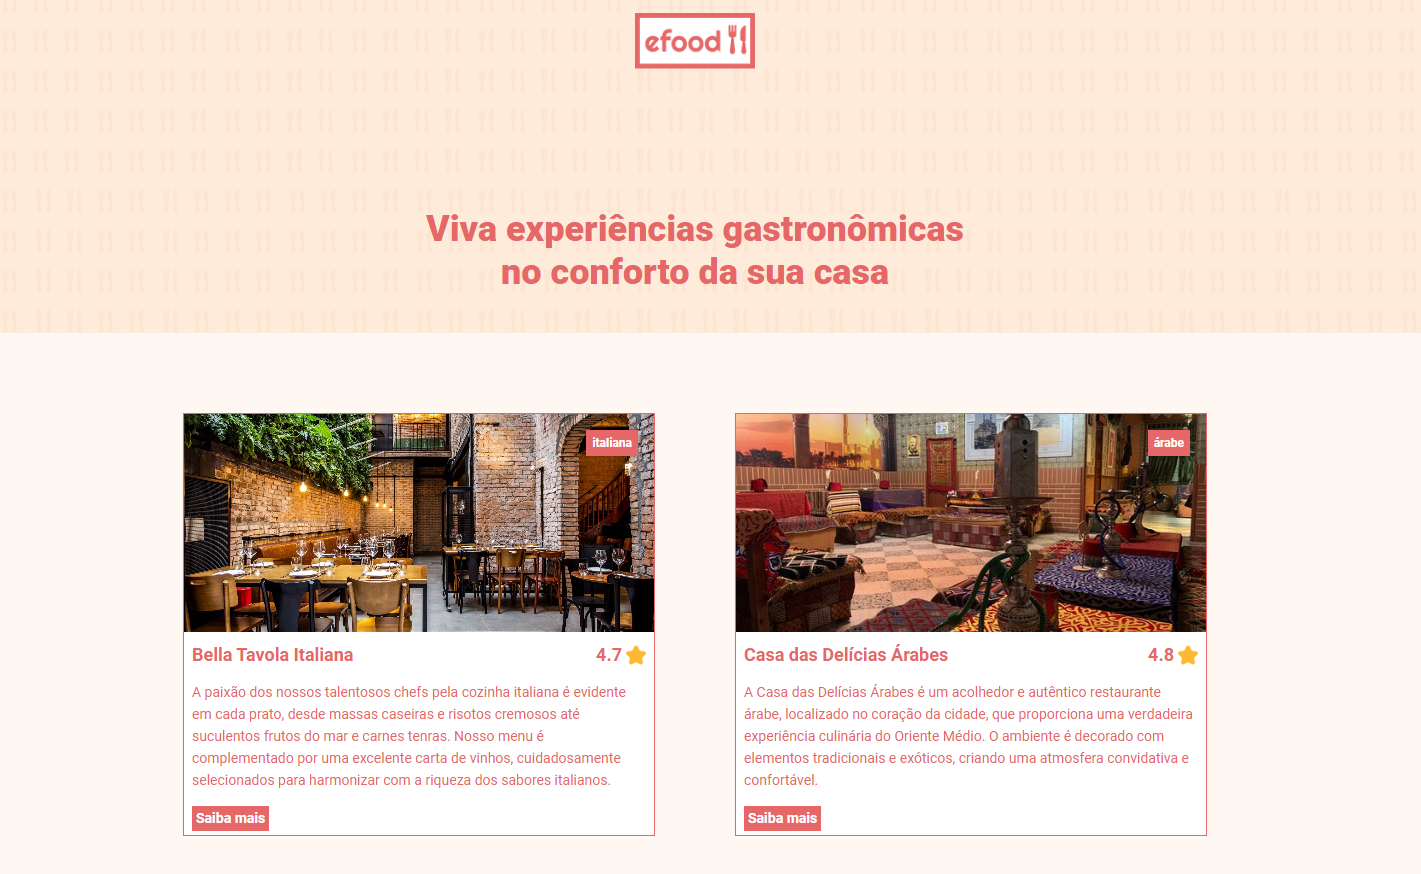 efood
Viva experiências gastronômicas
no conforto da sua casa
italiana
Bella Tavola Italiana
4.7
A paixão dos nossos talentosos chefs pela cozinha italiana é evidente
em cada prato, desde massas caseiras e risotos cremosos até
suculentos frutos do mar e carnes tenras. Nosso menu é
complementado por uma excelente carta de vinhos, cuidadosamente
selecionados para harmonizar com a riqueza dos sabores italianos.
Saiba mais
árabe
Casa das Delícias Árabes
4.8
A Casa das Delícias Árabes é um acolhedor e autêntico restaurante
árabe, localizado no coração da cidade, que proporciona uma verdadeira
experiência culinária do Oriente Médio. O ambiente é decorado com
elementos tradicionais e exóticos, criando uma atmosfera convidativa e
confortável.
Saiba mais